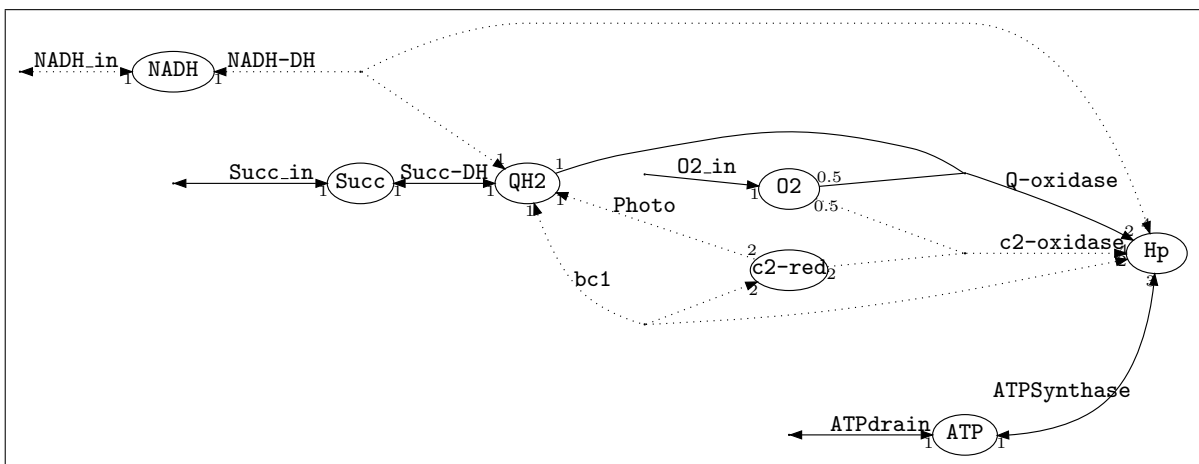 NADH_in
NADH
NADH-DH
1
1
Succ_in
Succ
Succ-DH
1
1
1
1
QH2
1
1
1
O2_in
O2
1
0.5
0.5
Q-oxidase
Photo
2
c2-red
2
2
c2-oxidase
bc1
2
4
Hp
3
ATPSynthase
ATPdrain
ATP
1
1